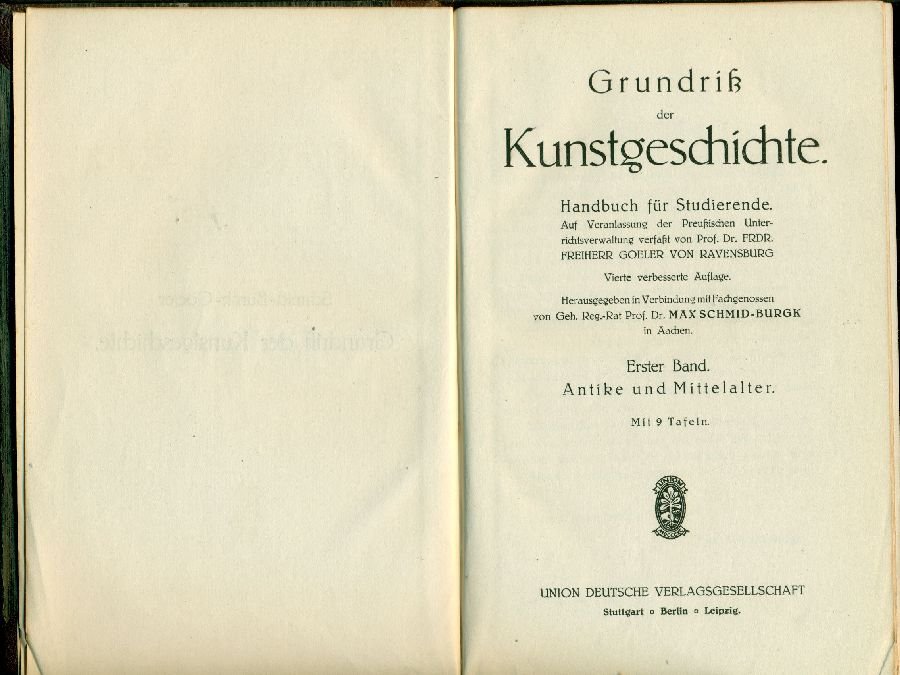 Grundriß
der
Kunstgeschichte.
Handbuch für Studierende.
Auf Veranlassung der Preußischen Unter-
richtsverwaltung verfaßt von Prof. Dr. FRDR.
FREIHERR GOELER VON RAVENSBURG
Vierte verbesserte Auflage.
Herausgegeben in Verbindung mit Fachgenossen
von Geh. Reg.-Rat Prof. Dr. MAX SCHMID-BURGK
in Aachen.
Erster Band.
Antike und Mittelalter.
Mit 9 Tafeln.
UNION
UNION DEUTSCHE VERLAGSGESELLSCHAFT
Stuttgart o Berlin o Leipzig.